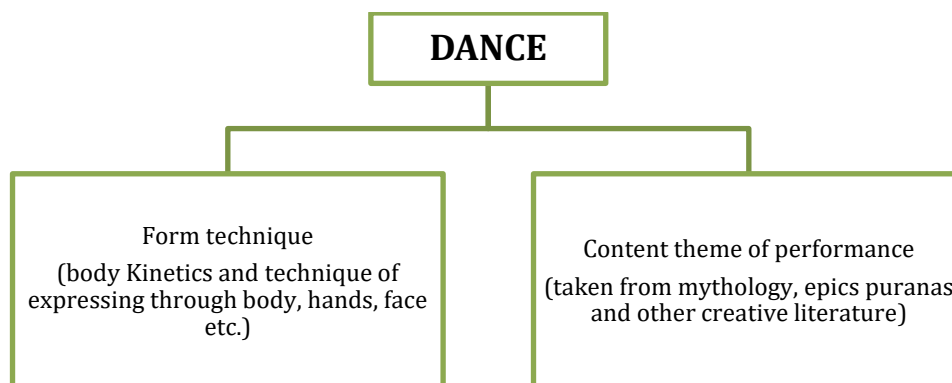 DANCE
Form technique
(body Kinetics and technique of
expressing through body, hands, face
etc.)
Content theme of performance
(taken from mythology, epics puranas
and other creative literature)